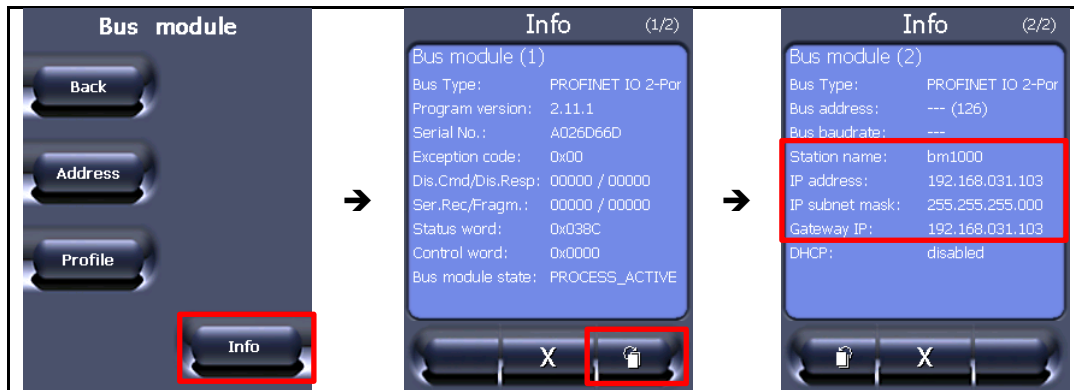 Bus module
Back
Address
Profile
Info
➔
Info (1/2)
Bus module (1)
Bus Type: PROFINET IO 2-Por
Program version: 2.11.1
Serial No.: A026D66D
Exception code: 0x00
Dis.Cmd/Dis.Resp: 00000 / 00000
Ser.Rec/Fragm.: 00000 / 00000
Status word: 0x038C
Control word: 0x0000
Bus module state: PROCESS_ACTIVE
X
➔
Info (2/2)
Bus module (2)
Bus Type: PROFINET IO 2-Por
Bus address: --- (126)
Bus baudrate: ---
Station name: bm1000
IP address: 192.168.031.103
IP subnet mask: 255.255.255.000
Gateway IP: 192.168.031.103
DHCP: disabled
X